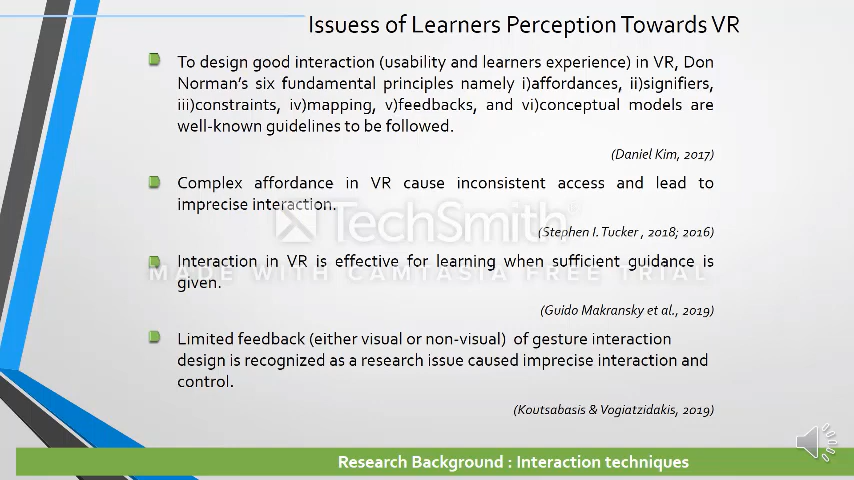 Issuess of Learners Perception Towards VR
To design good interaction (usability and learners experience) in VR, Don
Norman's six fundamental principles namely i)affordances, ii)signifiers,
iii)constraints, iv)mapping, v)feedbacks, and vi)conceptual models are
well-known guidelines to be followed.
(Daniel Kim, 2017)
Complex affordance in VR cause inconsistent access and lead to
imprecise interaction.
TechSmith
(Stephen I. Tucker , 2018; 2016)
Interaction in VR is effective for learning when sufficient guidance is
MADE WITH CAMTASIA FREE TRIAL
given.
(Guido Makransky et al., 2019)
Limited feedback (either visual or non-visual) of gesture interaction
design is recognized as a research issue caused imprecise interaction and
control.
(Koutsabasis & Vogiatzidakis, 2019)
Research Background : Interaction techniques